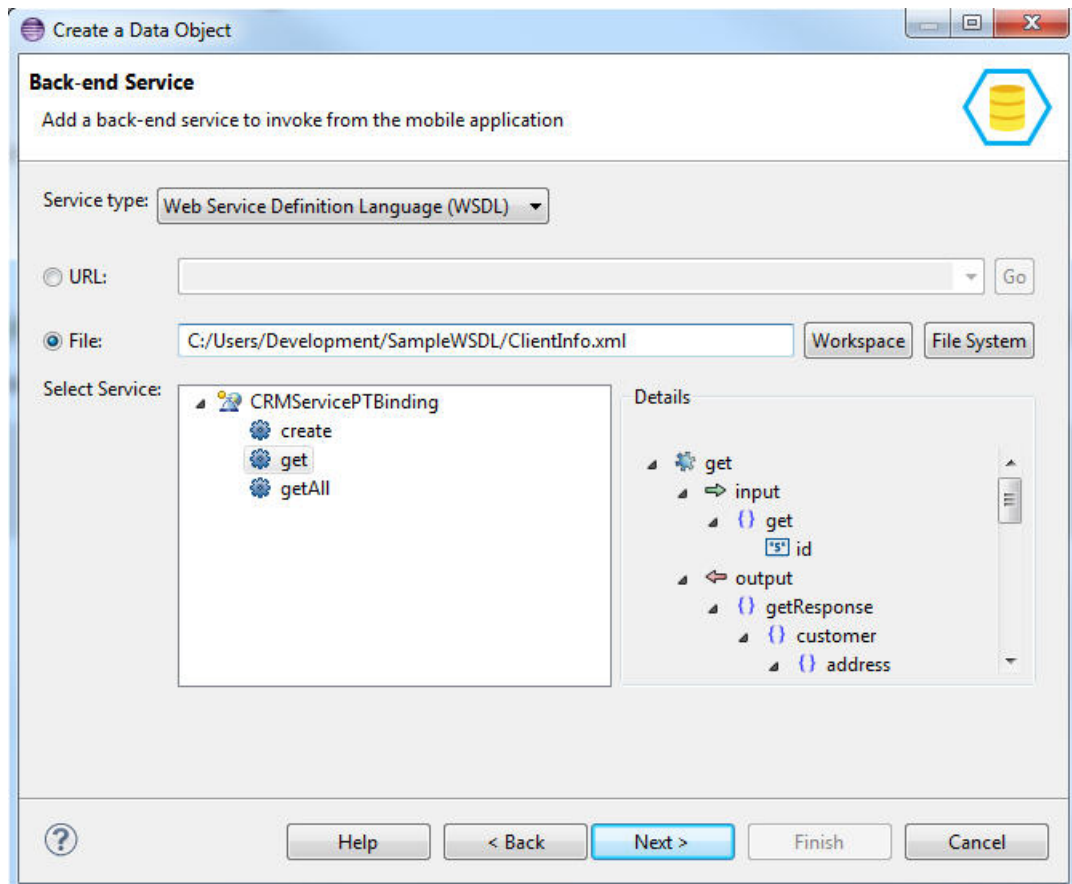 Create a Data Object
Back-end Service
Add a back-end service to invoke from the mobile application
Service type: Web Service Definition Language (WSDL)
URL: Go
File: C:/Users/Development/SampleWSDL/ClientInfo.xml Workspace File System
Select Service:
CRMServicePTBinding
create
get
getAll
Details
get
input
{} get
"S" id
output
{} getResponse
{} customer
{} address
? Help < Back Next > Finish Cancel